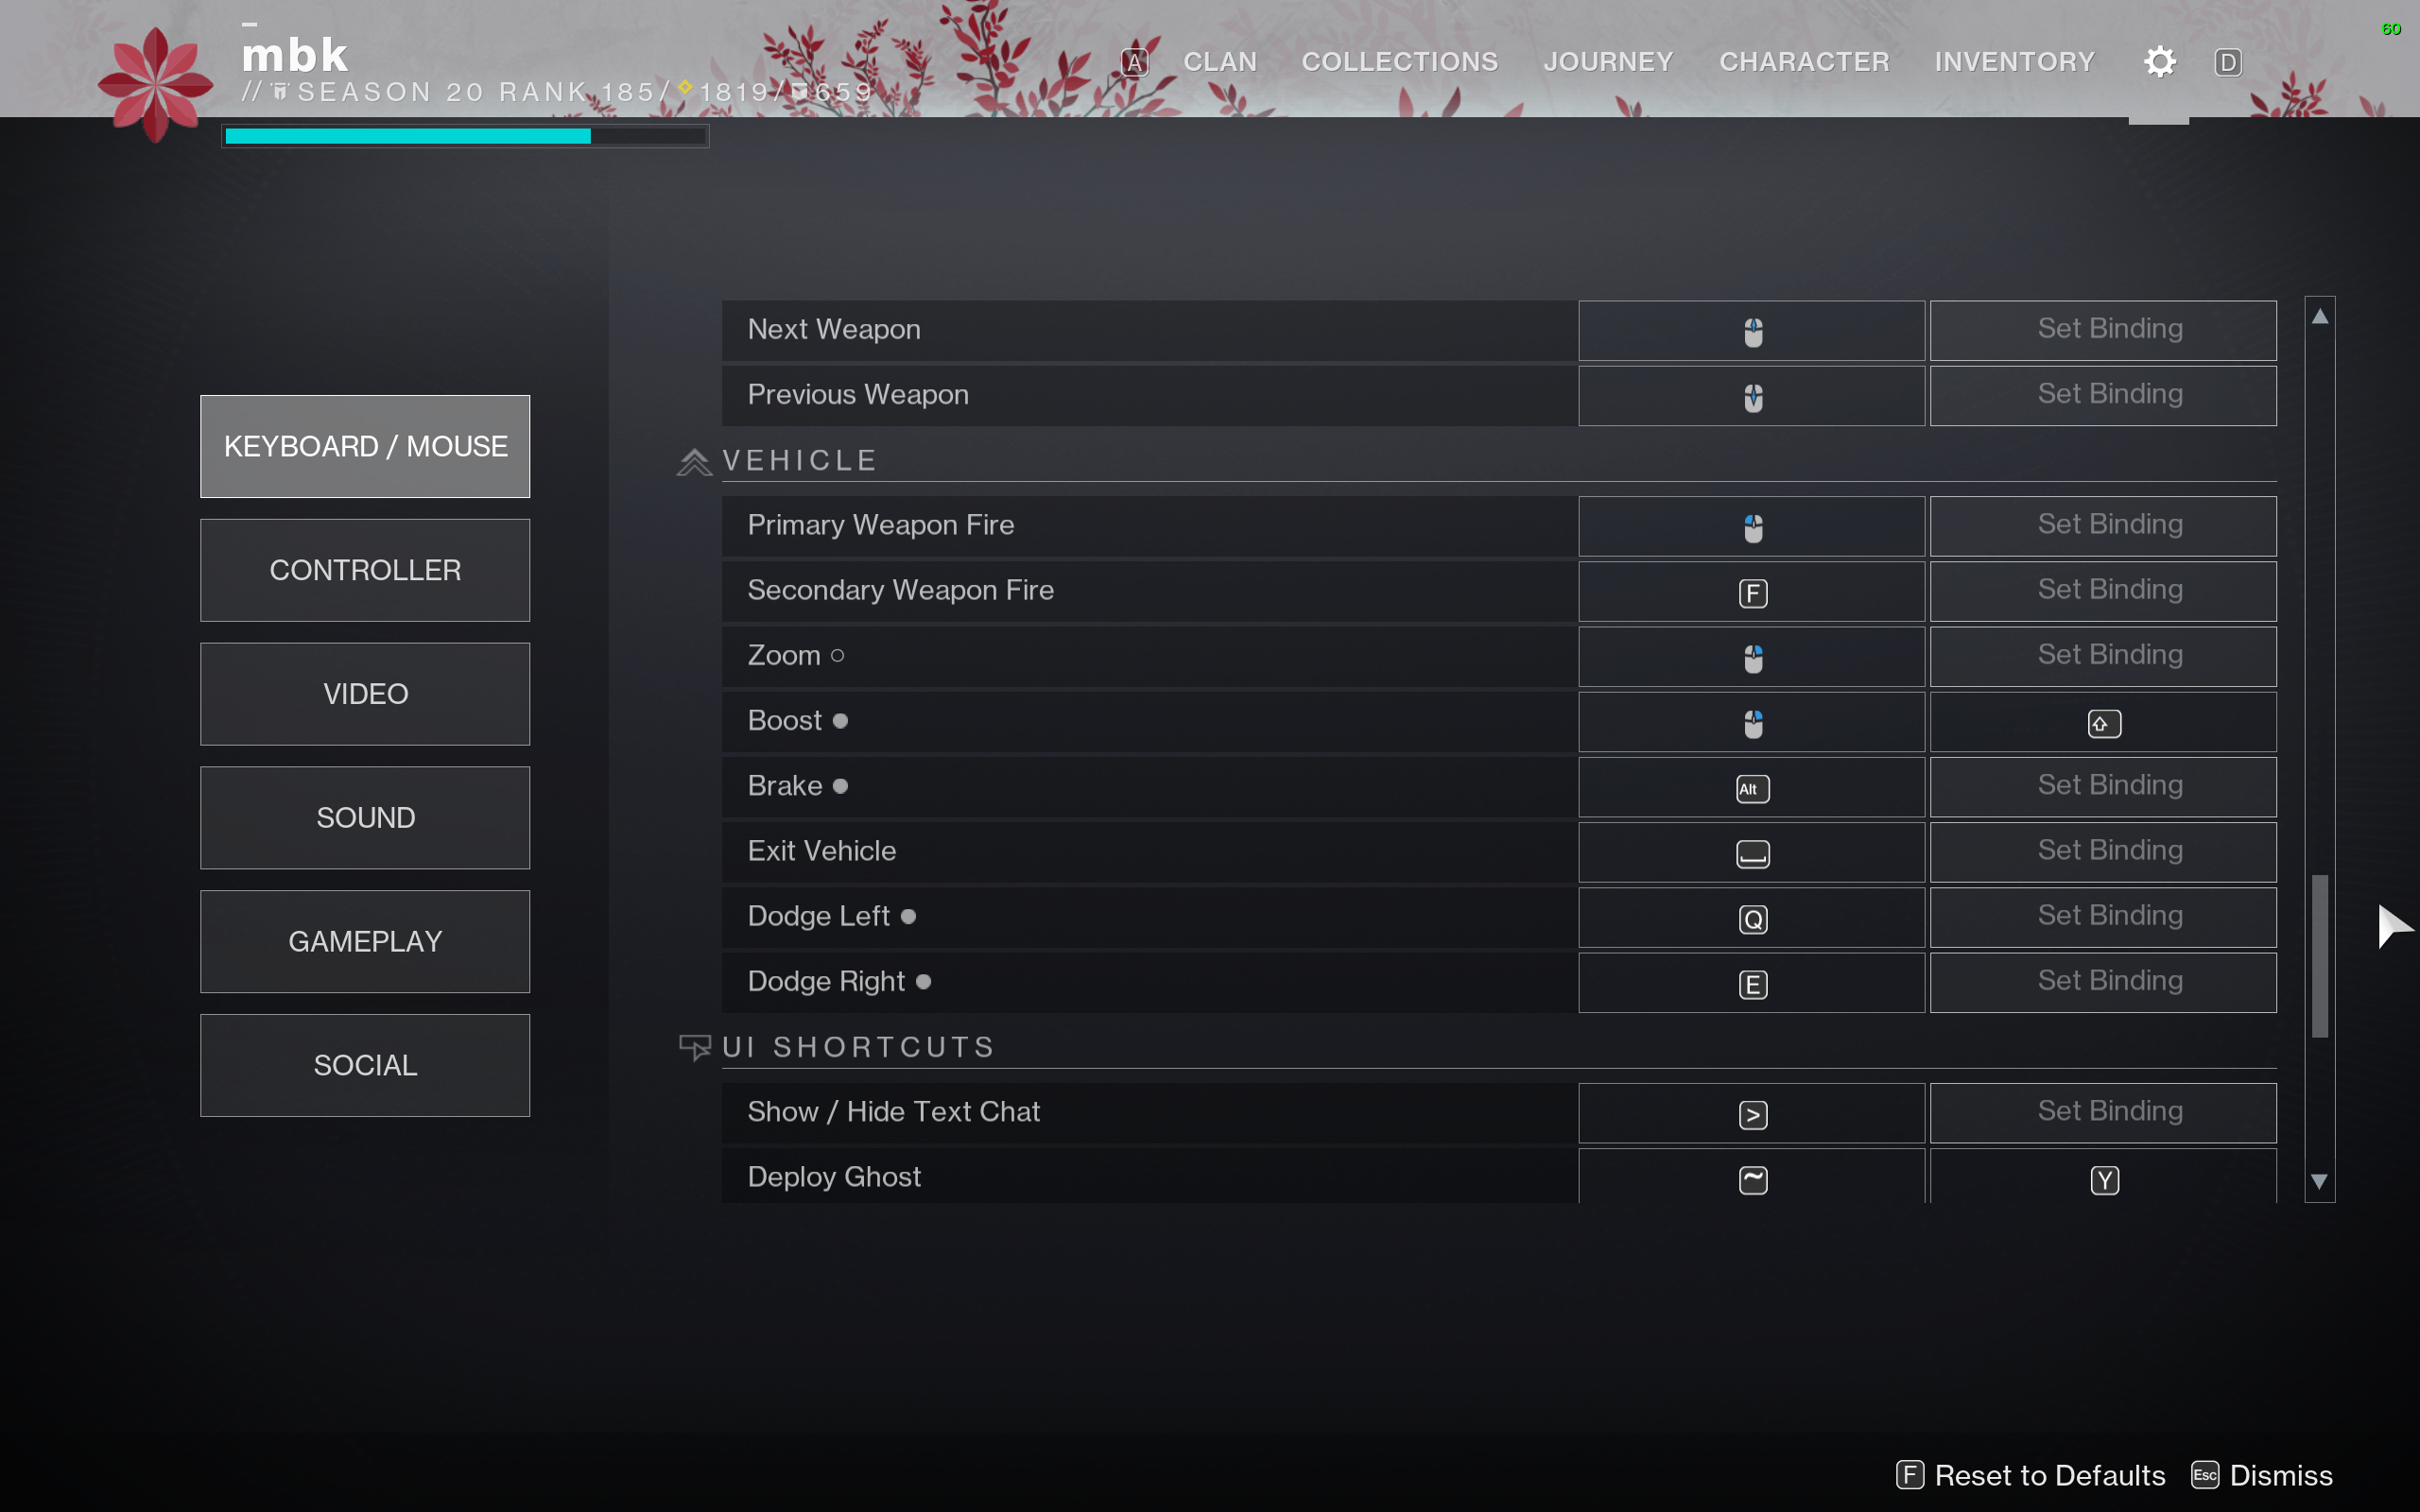 60
mbk
// SEASON 20 RANK 185/1819/659
A CLAN COLLECTIONS JOURNEY CHARACTER INVENTORY D
KEYBOARD / MOUSE
CONTROLLER
VIDEO
SOUND
GAMEPLAY
SOCIAL
Next Weapon Set Binding
Previous Weapon Set Binding
VEHICLE
Primary Weapon Fire Set Binding
Secondary Weapon Fire F Set Binding
Zoom Set Binding
Boost
Brake Alt Set Binding
Exit Vehicle Set Binding
Dodge Left Q Set Binding
Dodge Right E Set Binding
UI SHORTCUTS
Show / Hide Text Chat > Set Binding
Deploy Ghost ~ Y
F Reset to Defaults Esc Dismiss